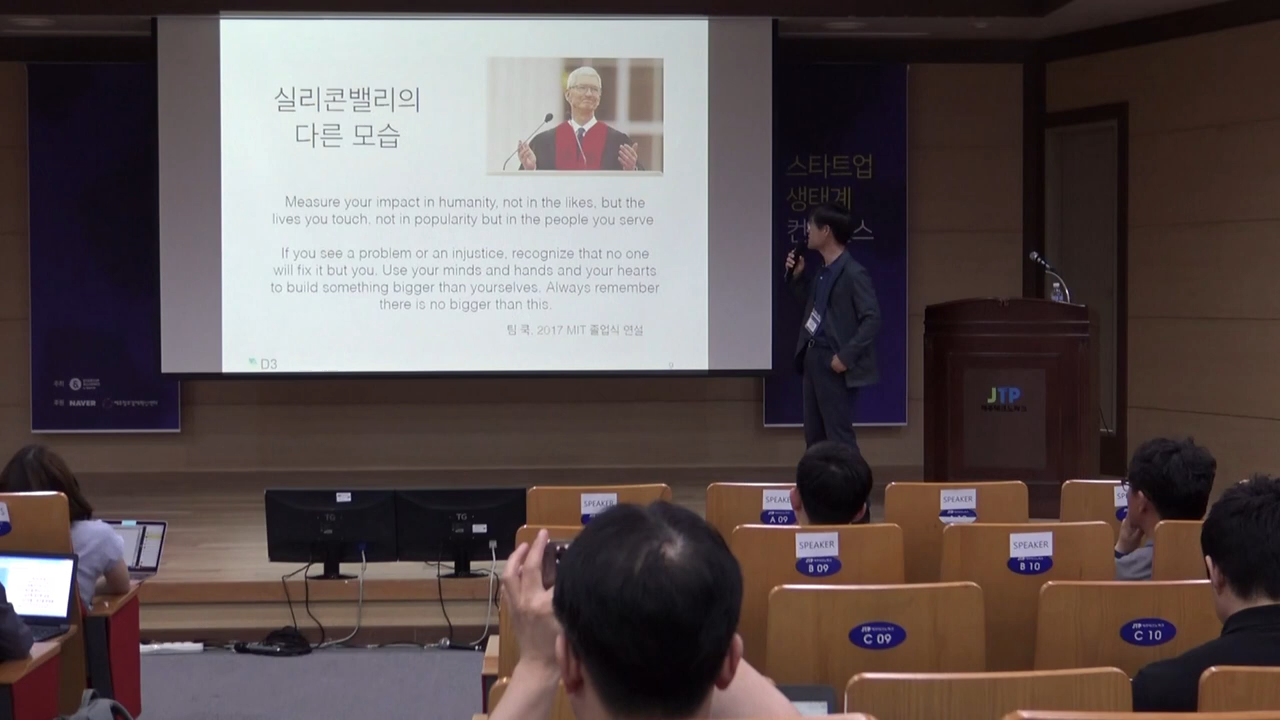 실리콘밸리의
다른 모습
Measure your impact in humanity, not in the likes, but the
lives you touch, not in popularity but in the people you serve
If you see a problem or an injustice, recognize that no one
will fix it but you. Use your minds and hands and your hearts
to build something bigger than yourselves. Always remember
there is no bigger than this.
팀 쿡, 2017 MIT 졸업식 연설
D3
9
스타트업
생태계
NAVER
JTP
TG
TG
SPEAKER
SPEAKER
A 09
SPEAKER
SPEAKER
B 09
SPEAKER
B 10
JTP
C 09
JTP
C 10